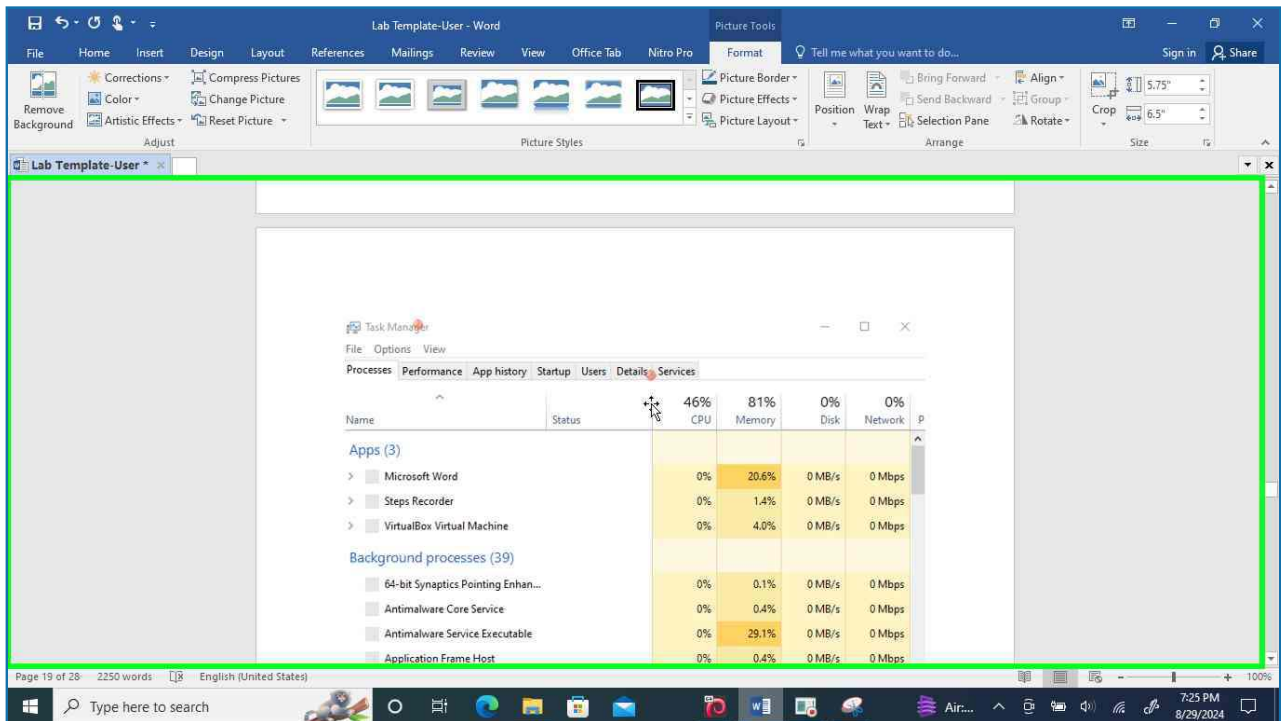 Lab Template-User - Word
Picture Tools
File Home Insert Design Layout References Mailings Review View Office Tab Nitro Pro Format Tell me what you want to do... Sign in Share
Remove Background
Corrections
Color
Artistic Effects
Compress Pictures
Change Picture
Reset Picture
Adjust
Picture Styles
Picture Border
Picture Effects
Picture Layout
Position
Wrap Text
Bring Forward
Send Backward
Selection Pane
Align
Group
Rotate
Arrange
Crop
5.75"
6.5"
Size
Lab Template-User *
Task Manager
File Options View
Processes Performance App history Startup Users Details Services
46% 81% 0% 0%
Name Status CPU Memory Disk Network P
Apps (3)
Microsoft Word 0% 20.6% 0 MB/s 0 Mbps
Steps Recorder 0% 1.4% 0 MB/s 0 Mbps
VirtualBox Virtual Machine 0% 4.0% 0 MB/s 0 Mbps
Background processes (39)
64-bit Synaptics Pointing Enhan... 0% 0.1% 0 MB/s 0 Mbps
Antimalware Core Service 0% 0.4% 0 MB/s 0 Mbps
Antimalware Service Executable 0% 29.1% 0 MB/s 0 Mbps
Application Frame Host 0% 0.4% 0 MB/s 0 Mbps
Page 19 of 28 2250 words English (United States) 100%
Type here to search Air:... 7:25 PM
8/29/2024